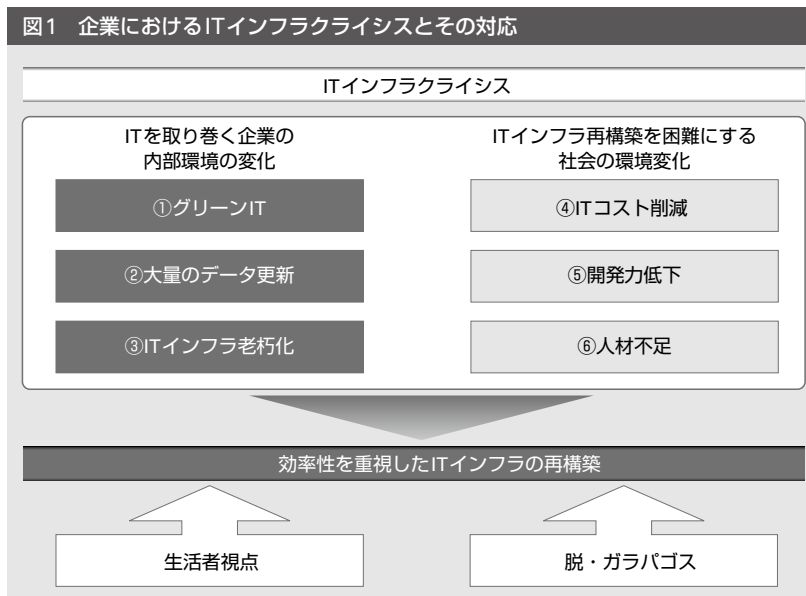 図1 企業におけるITインフラクライシスとその対応
ITインフラクライシス
ITを取り巻く企業の
内部環境の変化
①グリーンIT
②大量のデータ更新
③ITインフラ老朽化
ITインフラ再構築を困難にする
社会の環境変化
④ITコスト削減
⑤開発力低下
⑥人材不足
効率性を重視したITインフラの再構築
生活者視点
脱・ガラパゴス